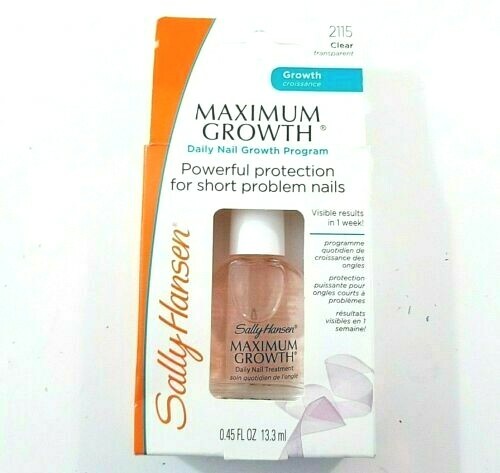 2115
Clear
transparent
Growth
croissance
MAXIMUM
GROWTH®
Daily Nail Growth Program
Powerful protection
for short problem nails
Visible results
in 1 week!
programme
quotidien de
croissance des
ongles
protection
puissante pour
ongles courts à
problèmes
résultats
visibles en 1
semaine!
Sally Hansen®
Sally Hansen®
MAXIMUM
GROWTH®
Daily Nail Treatment
soin quotidien de l'ongle
0.45 FL OZ 13.3 ml